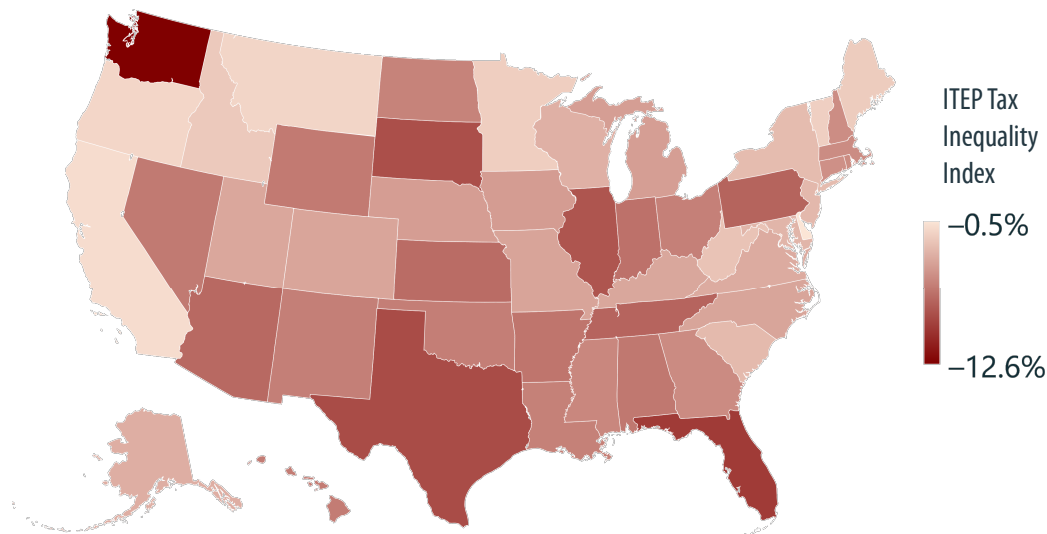 ITEP Tax
Inequality
Index
–0.5%
–12.6%